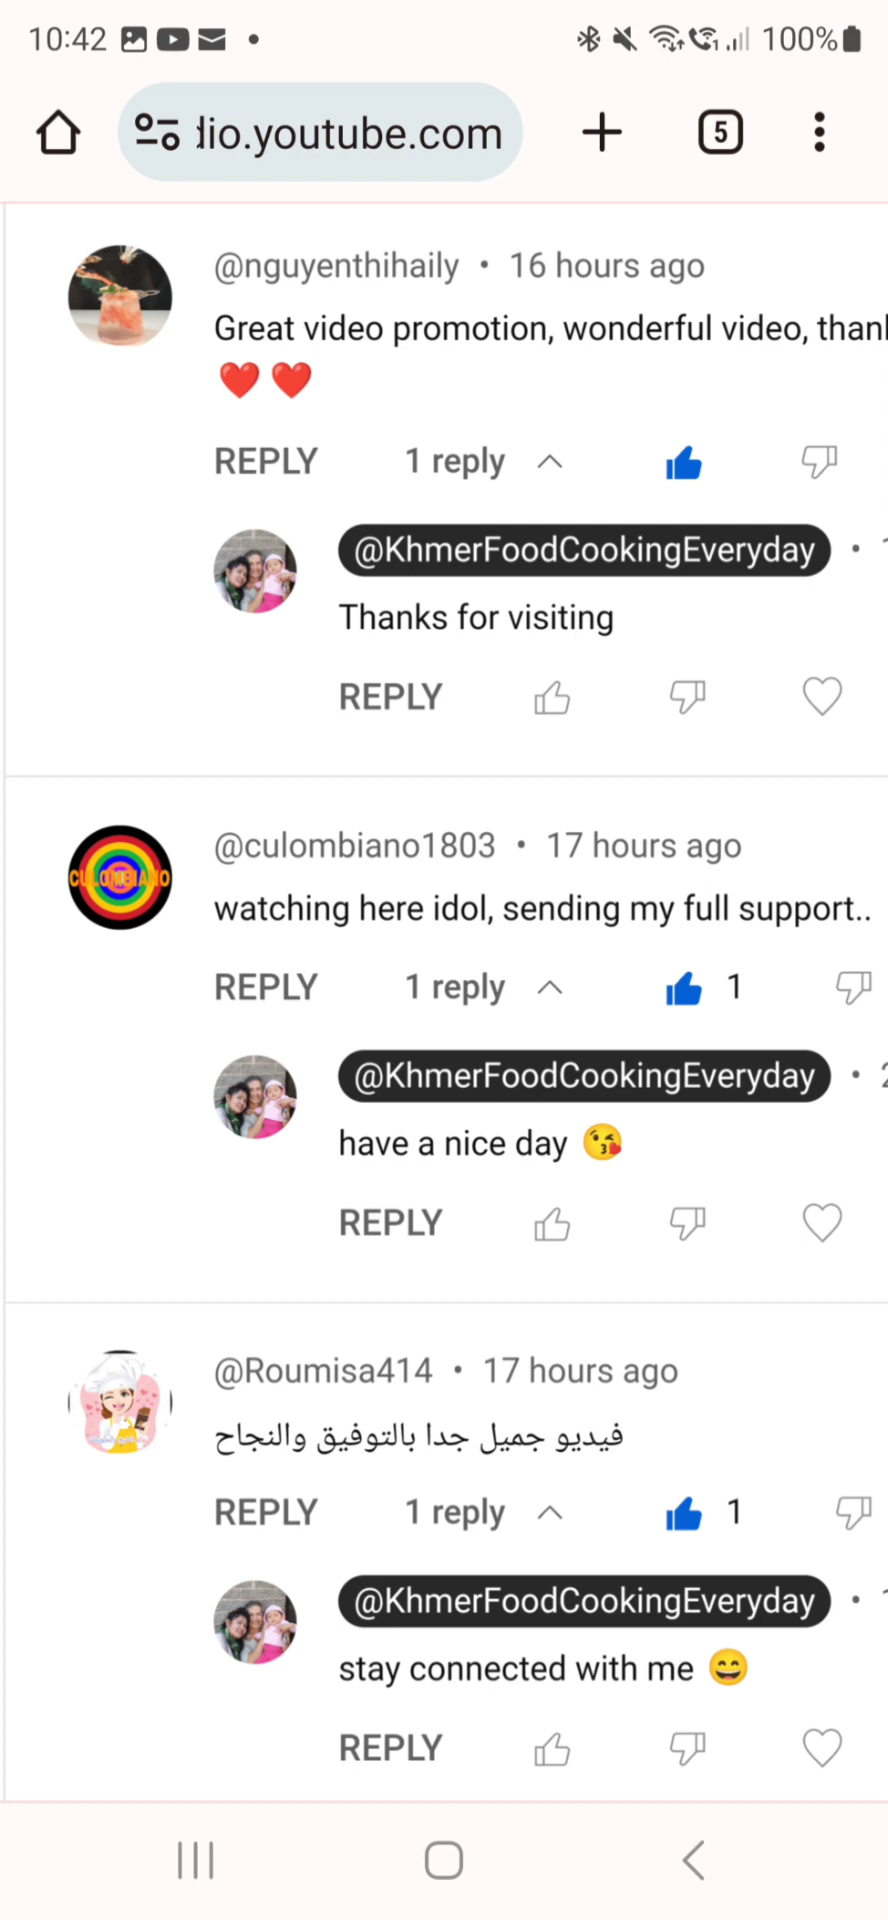 10:42
100%
dio.youtube.com
5
@nguyenthihaily • 16 hours ago
Great video promotion, wonderful video,
❤️❤️
REPLY 1 reply
@KhmerFoodCookingEveryday •
Thanks for visiting
REPLY
@culombiano1803 • 17 hours ago
CULOMBIANO
watching here idol, sending my full support..
REPLY 1 reply 1
@KhmerFoodCookingEveryday •
have a nice day 😘
REPLY
@Roumisa414 • 17 hours ago
فيديو جميل جدا بالتوفيق والنجاح
REPLY 1 reply 1
@KhmerFoodCookingEveryday •
stay connected with me 😄
REPLY